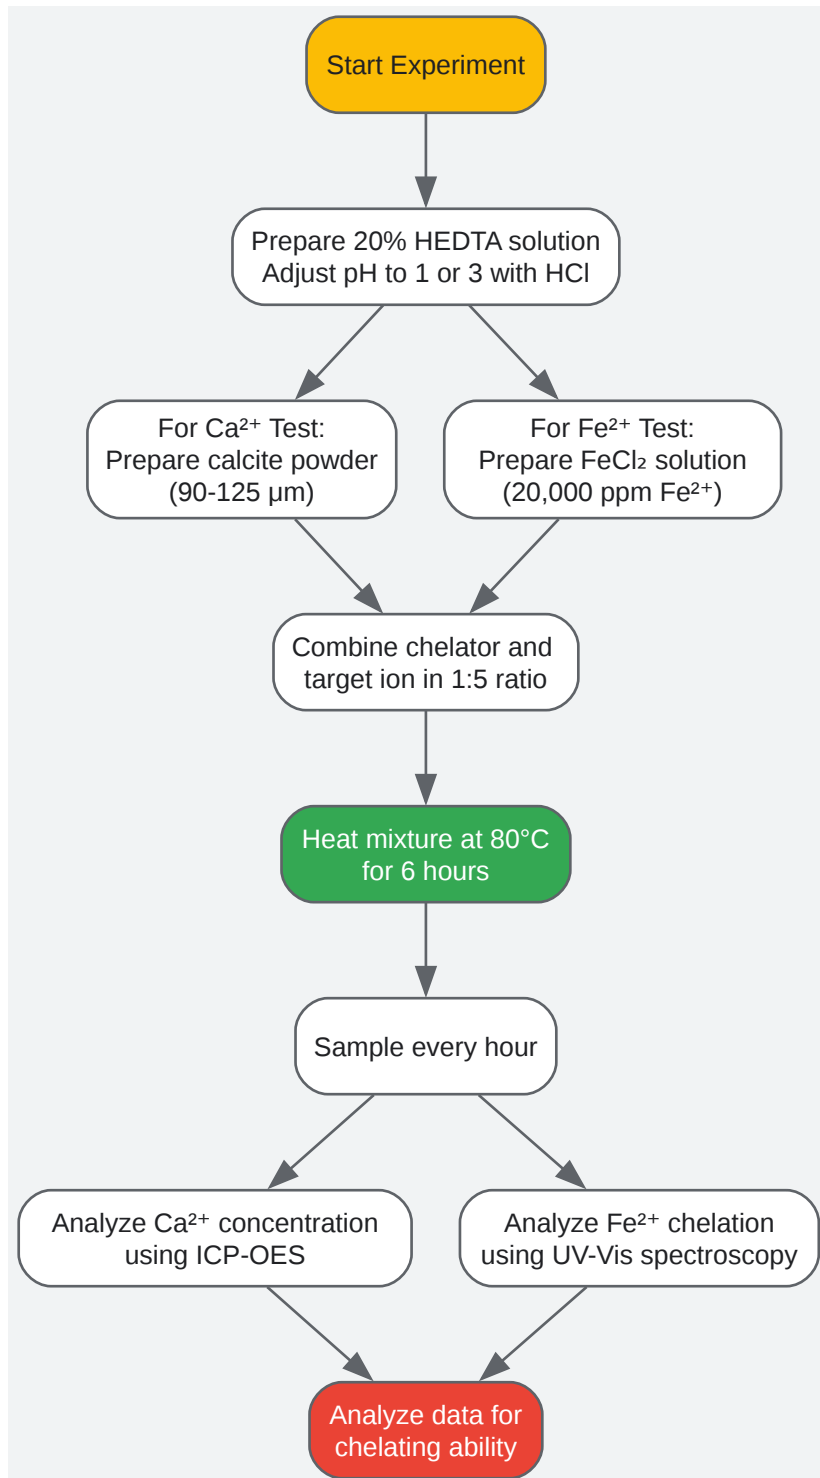 Start Experiment
Prepare 20% HEDTA solution
Adjust pH to 1 or 3 with HCl
For Ca²⁺ Test:
Prepare calcite powder
(90-125 μm)
For Fe²⁺ Test:
Prepare FeCl₂ solution
(20,000 ppm Fe²⁺)
Combine chelator and
target ion in 1:5 ratio
Heat mixture at 80°C
for 6 hours
Sample every hour
Analyze Ca²⁺ concentration
using ICP-OES
Analyze Fe²⁺ chelation
using UV-Vis spectroscopy
Analyze data for
chelating ability